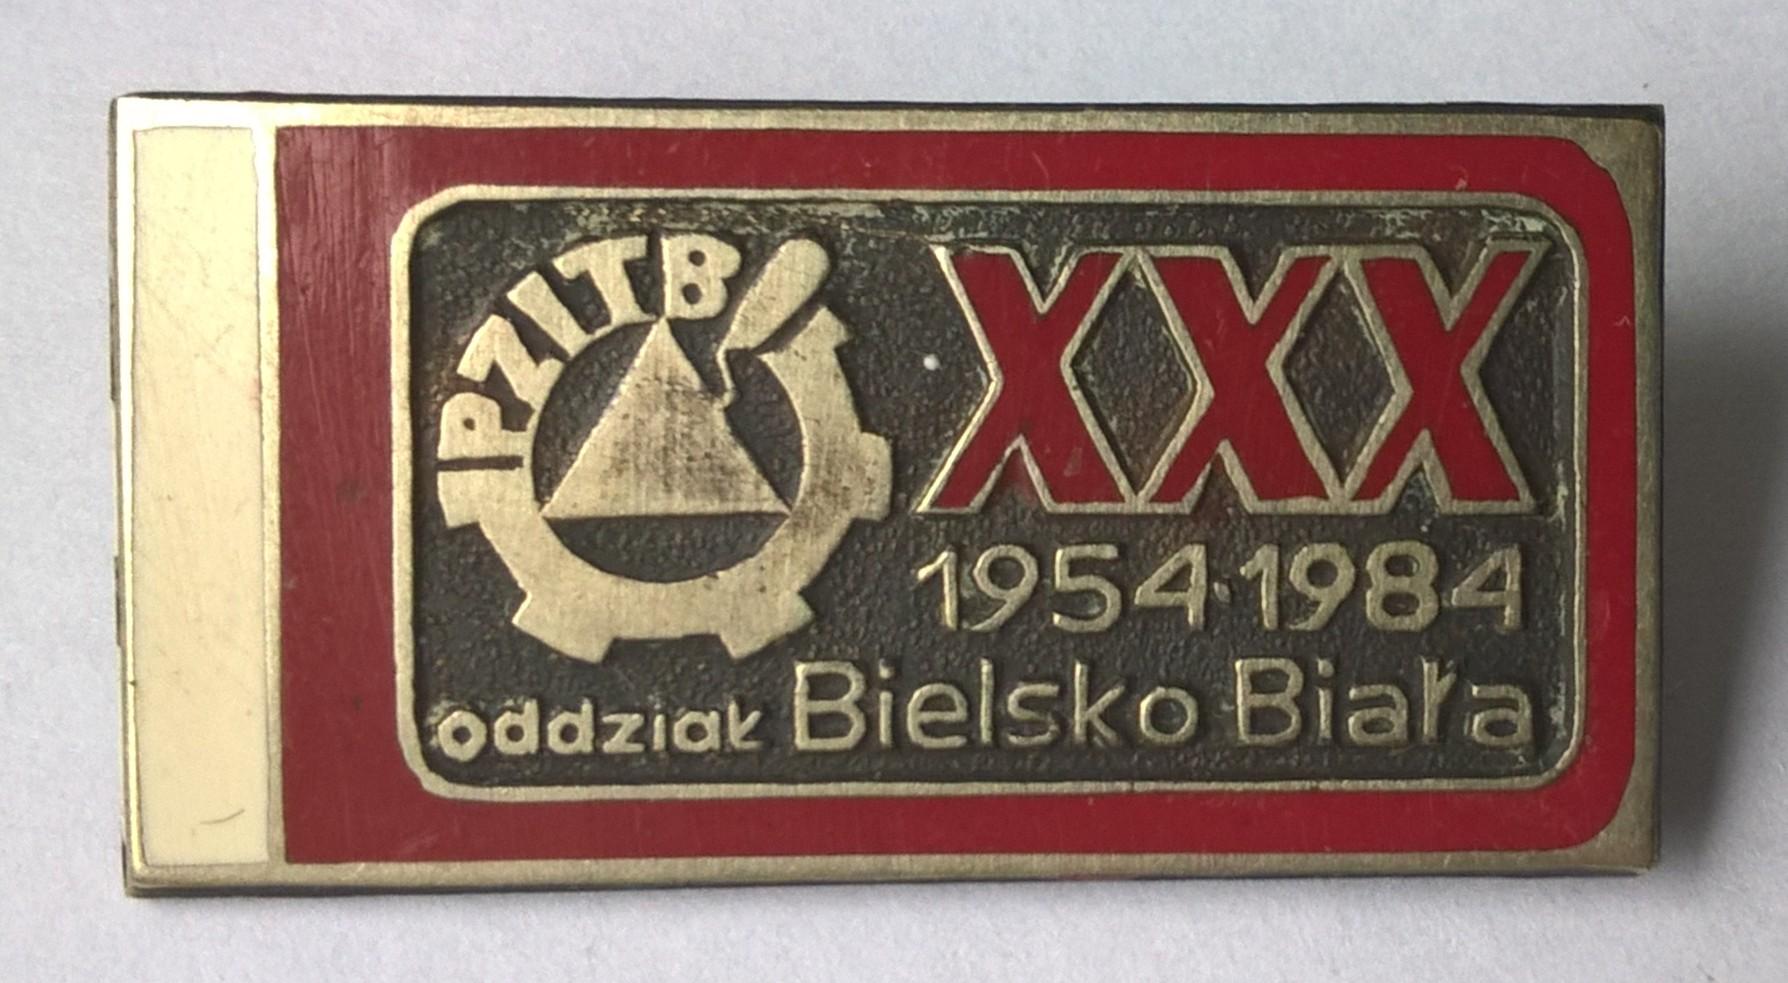 PZITB
XXX
1954-1984
oddział Bielsko Biała